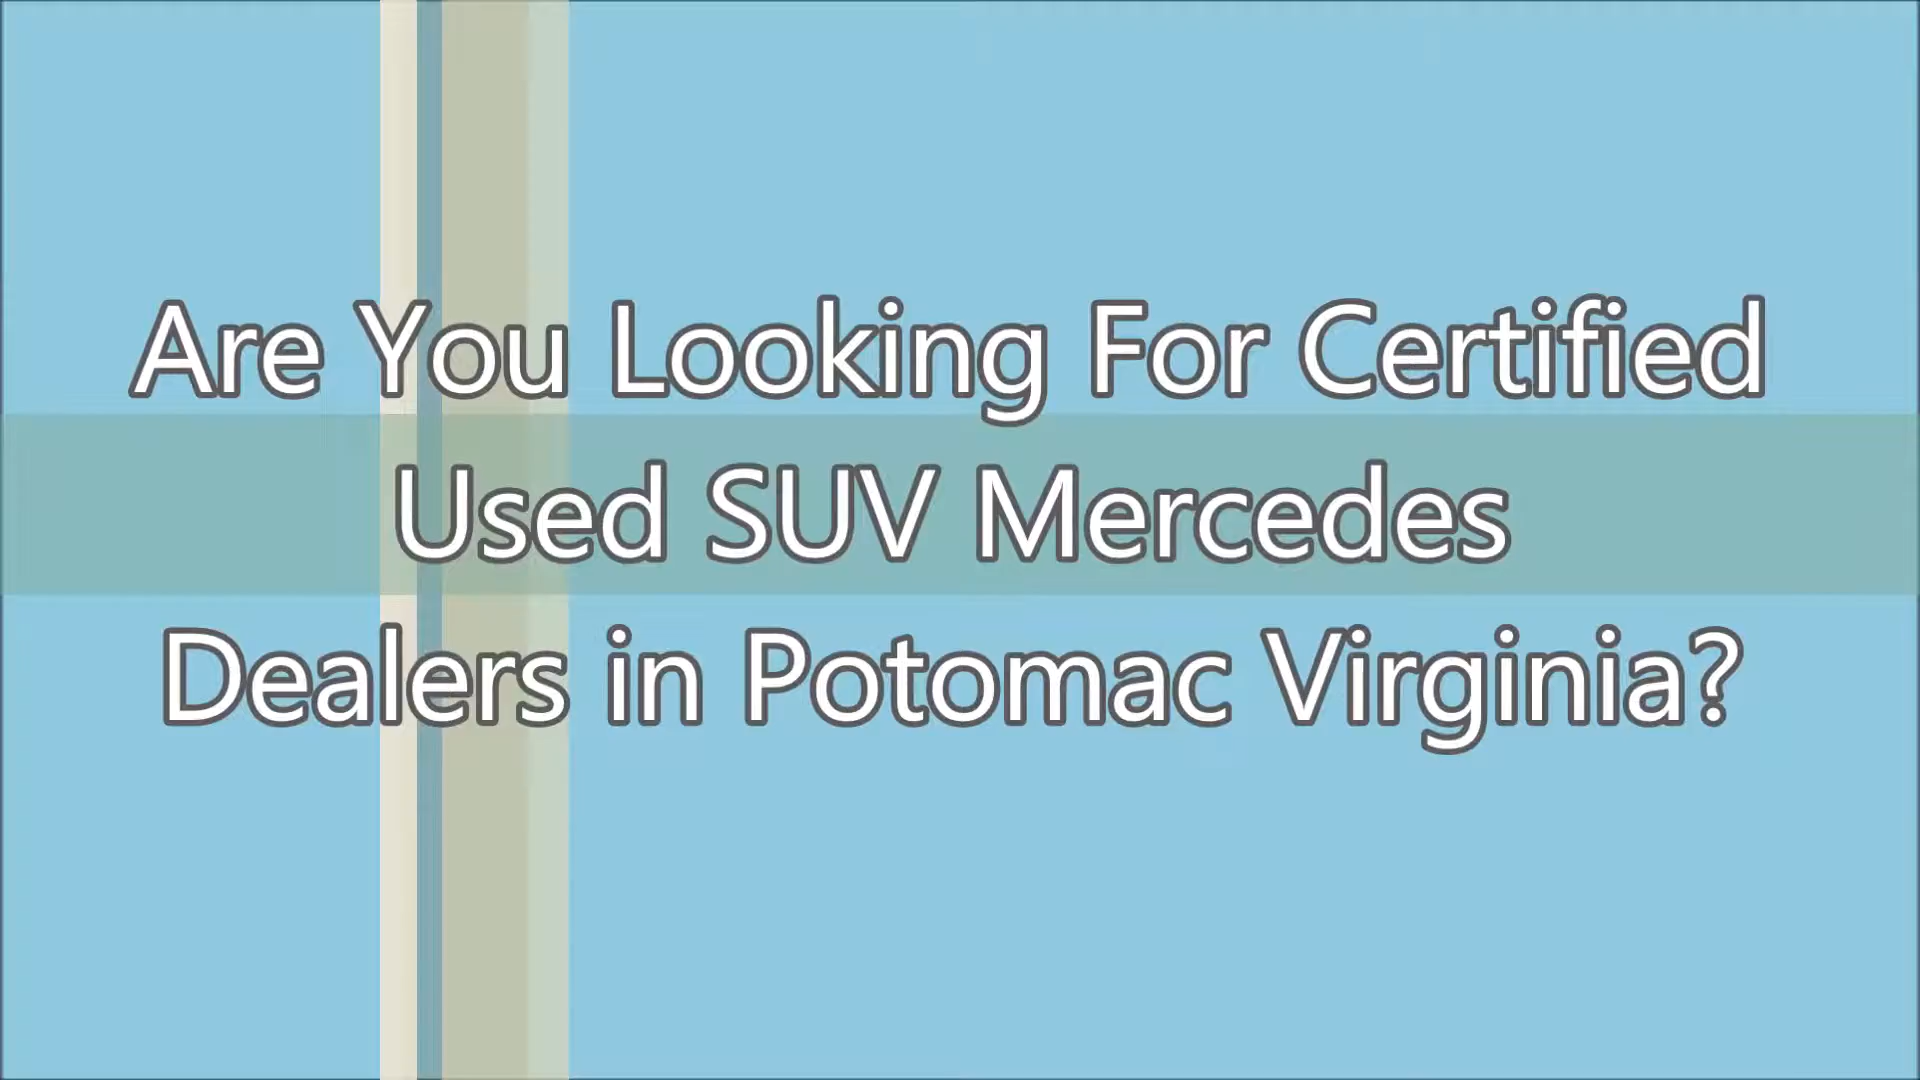 Are You Looking For Certified
Used SUV Mercedes
Dealers in Potomac Virginia?